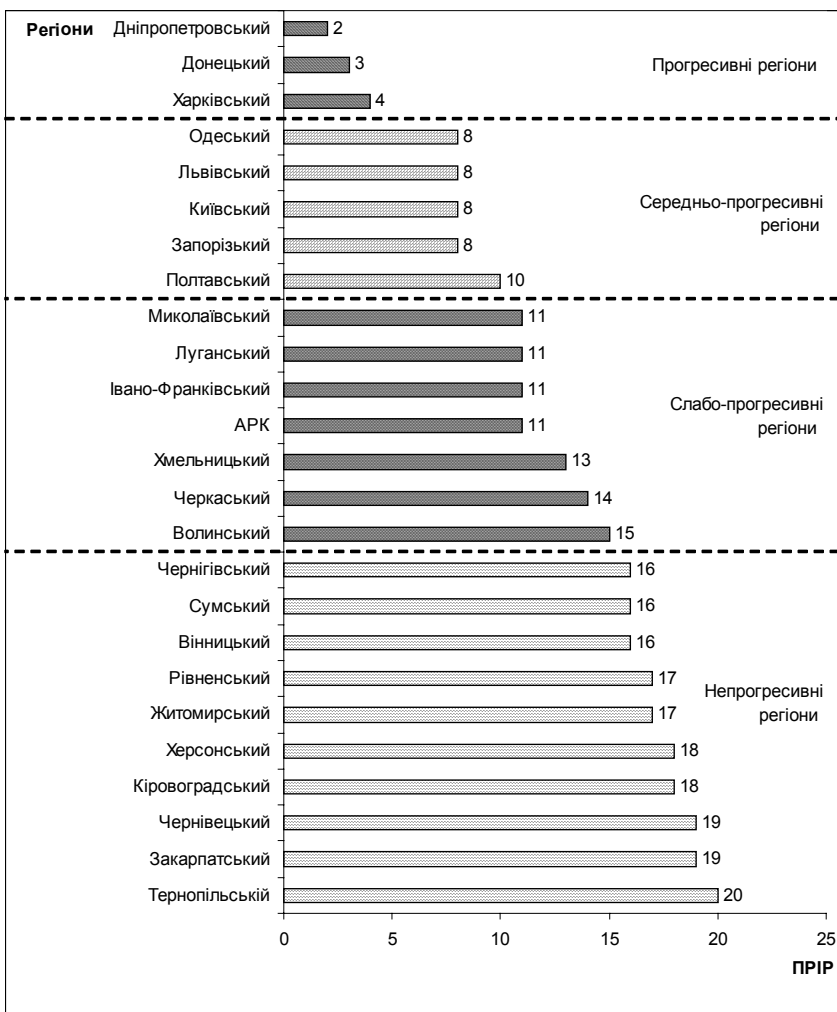 Регіони
Дніпропетровський 2
Донецький 3
Прогресивні регіони
Харківський 4
Одеський 8
Львівський 8
Середньо-прогресивні
регіони
Київський 8
Запорізький 8
Полтавський 10
Миколаївський 11
Луганський 11
Івано-Франківський 11
Слабо-прогресивні
регіони
АРК 11
Хмельницький 13
Черкаський 14
Волинський 15
Чернігівський 16
Сумський 16
Вінницький 16
Рівненський 17
Непрогресивні
регіони
Житомирський 17
Херсонський 18
Кіровоградський 18
Чернівецький 19
Закарпатський 19
Тернопільській 20
0 5 10 15 20 25
ПРІР